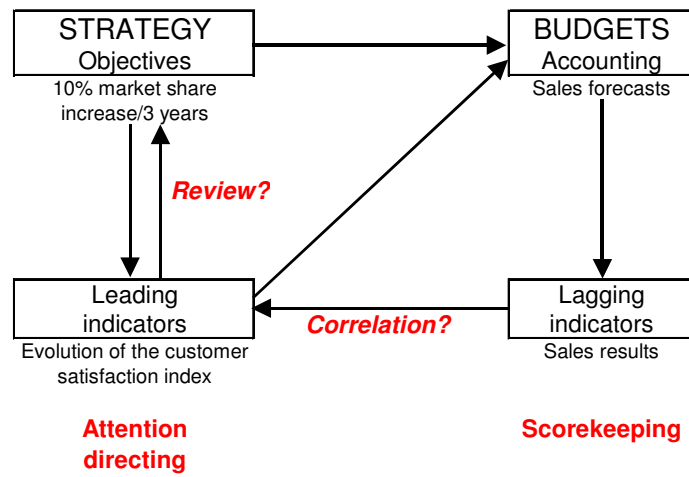 STRATEGY
Objectives
10% market share
increase/3 years
BUDGETS
Accounting
Sales forecasts
Review?
Leading
indicators
Evolution of the customer
satisfaction index
Correlation?
Lagging
indicators
Sales results
Attention
directing
Scorekeeping